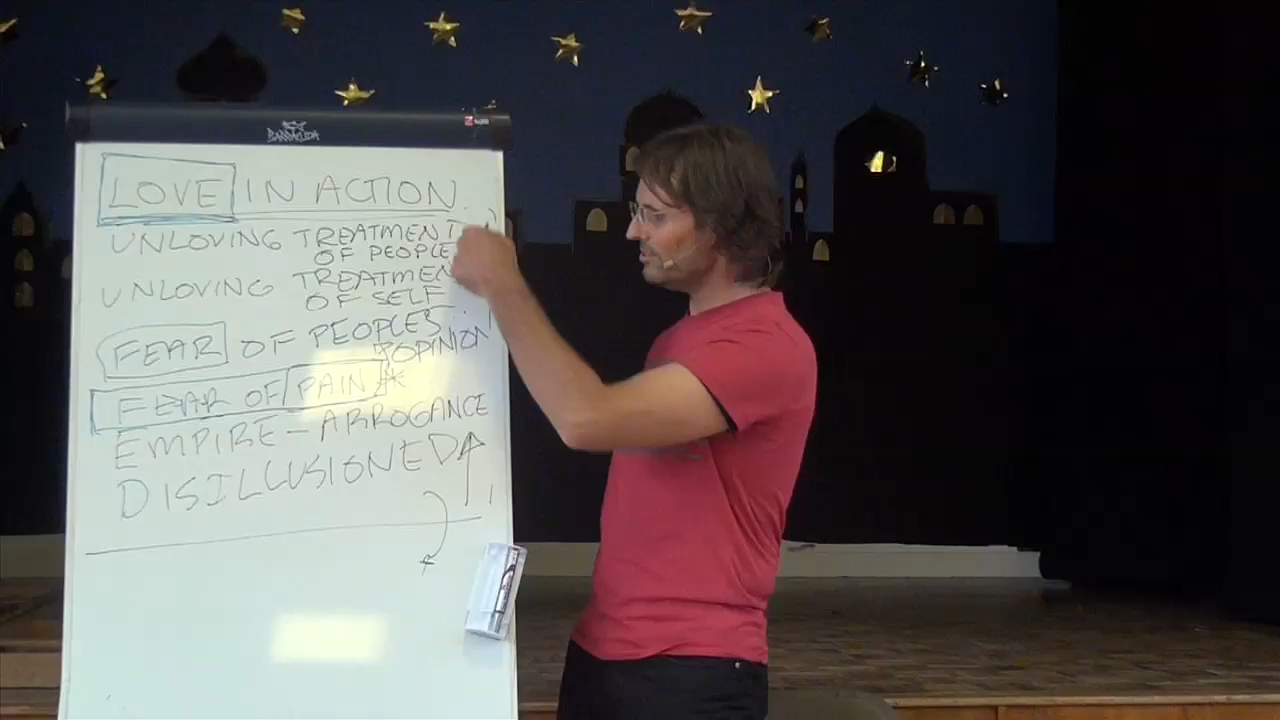 BARRACUDA
LOVE IN ACTION.
UNLOVING TREATMENT
OF PEOPLE
UNLOVING TREATMENT
OF SELF
FEAR OF PEOPLES
OPINION
FEAR OF PAIN *
EMPIRE - ARROGANCE
DISILLUSIONED